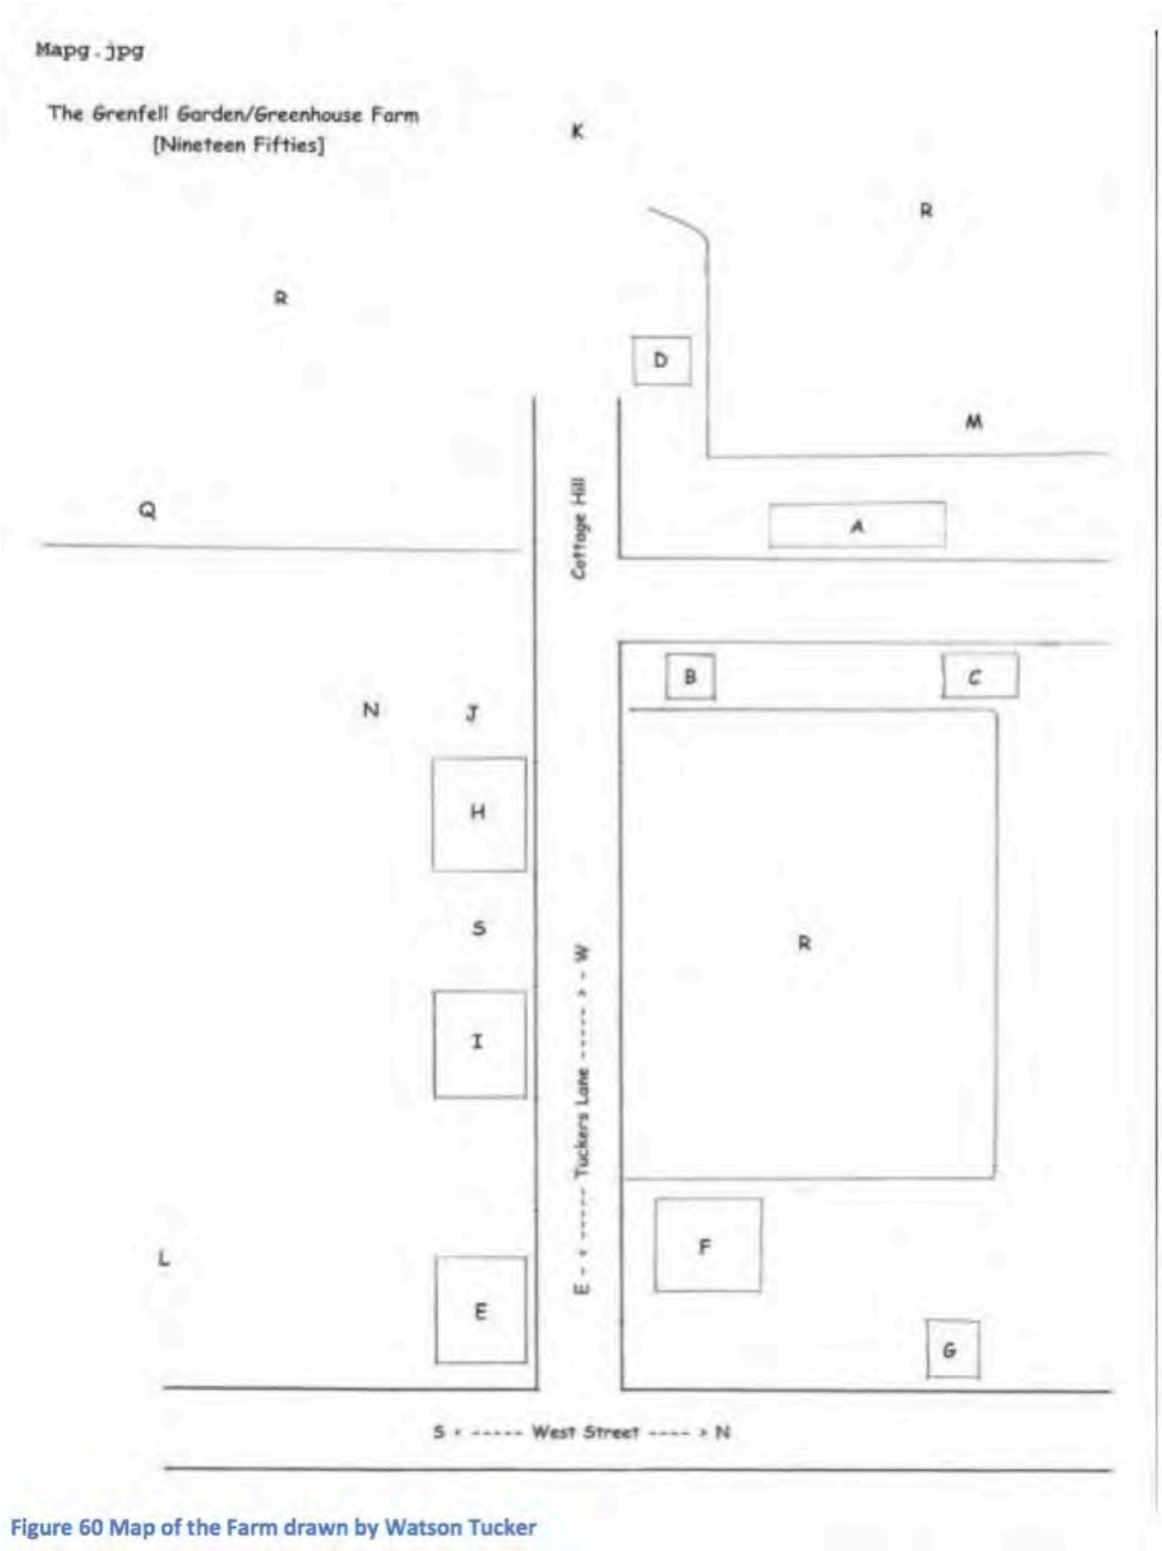 Mapg.jpg
The Grenfell Garden/Greenhouse Farm
[Nineteen Fifties]
K
R
R
D
M
Q
Cottage Hill
A
B
C
N
J
H
S
R
I
E - < ----- Tuckers Lane ----- > - W
F
L
E
G
S < ----- West Street ---- > N
Figure 60 Map of the Farm drawn by Watson Tucker